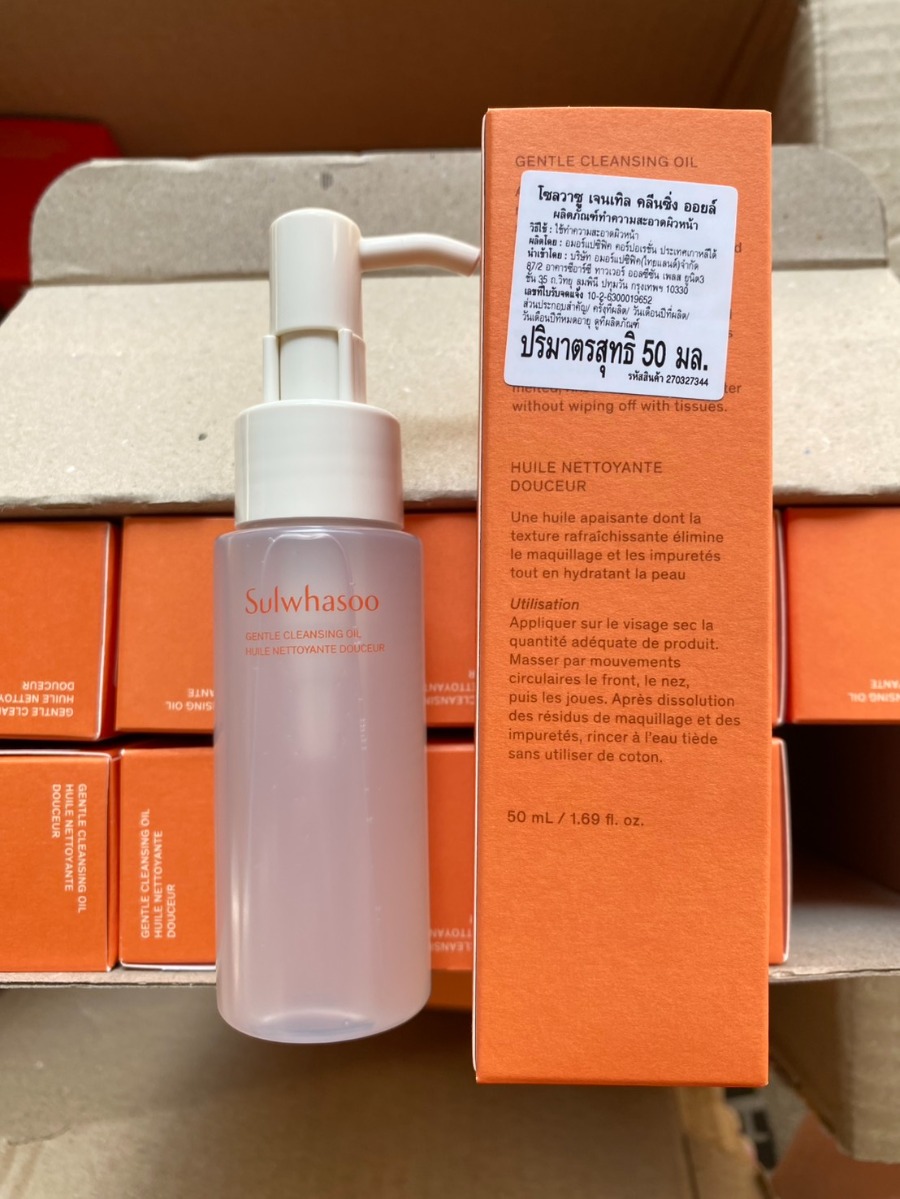 GENTLE CLEANSING OIL
โซลวาซู เจนเทิล คลีนซิ่ง ออยล์
ผลิตภัณฑ์ทำความสะอาดผิวหน้า
วิธีใช้ : ใช้ทำความสะอาดผิวหน้า
ผลิตโดย : อมอร์แปซิฟิค คอร์ปอเรชั่น ประเทศเกาหลีใต้
นำเข้าโดย : บริษัท อมอร์แปซิฟิค(ไทยแลนด์)จำกัด
87/2 อาคารซีอาร์ซี ทาวเวอร์ ออลซีซั่น เพลส ยูนิต3
ชั้น 35 ถ.วิทยุ ลุมพินี ปทุมวัน กรุงเทพฯ 10330
เลขที่ใบรับจดแจ้ง 10-2-6300019652
ส่วนประกอบสำคัญ/ ครั้งที่ผลิต/ วันเดือนปีที่ผลิต/
วันเดือนปีที่หมดอายุ ดูที่ผลิตภัณฑ์
ปริมาตรสุทธิ 50 มล.
รหัสสินค้า 270327344
without wiping off with tissues.
HUILE NETTOYANTE
DOUCEUR
Une huile apaisante dont la
texture rafraîchissante élimine
le maquillage et les impuretés
tout en hydratant la peau
Utilisation
Appliquer sur le visage sec la
quantité adéquate de produit.
Masser par mouvements
circulaires le front, le nez,
puis les joues. Après dissolution
des résidus de maquillage et des
impuretés, rincer à l'eau tiède
sans utiliser de coton.
50 mL / 1.69 fl. oz.
Sulwhasoo
GENTLE CLEANSING OIL
HUILE NETTOYANTE DOUCEUR
GENTLE CLEANSING OIL
HUILE NETTOYANTE
DOUCEUR
GENTLE CLEANSING OIL
HUILE NETTOYANTE
DOUCEUR